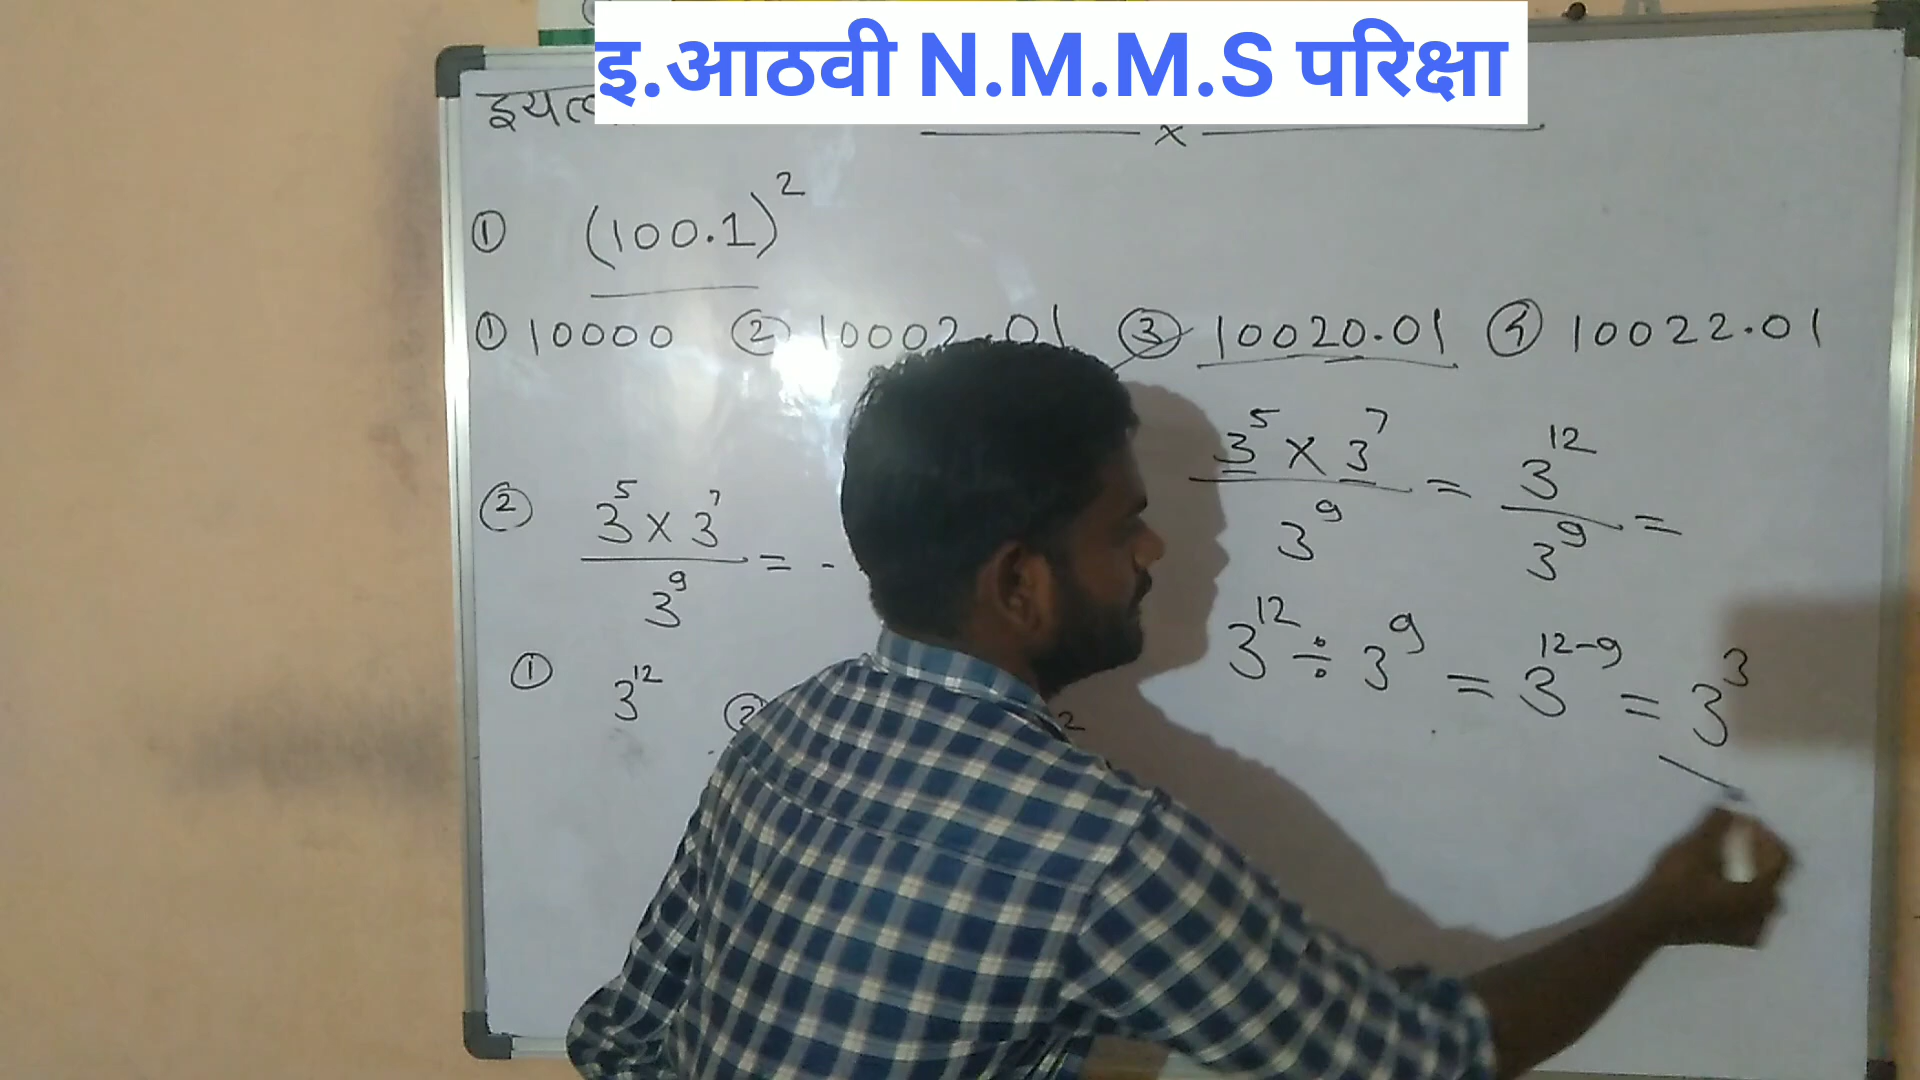 इ.आठवी N.M.M.S परिक्षा
x
① (100.1)²
① 10000 ② 10002.01 ③ 10020.01 ④ 10022.01
② 3⁵ x 3⁷ / 3⁹ = -
① 3¹² ②
3⁵ x 3⁷ / 3⁹ = 3¹² / 3⁹ =
3¹² ÷ 3⁹ = 3¹²⁻⁹ = 3³